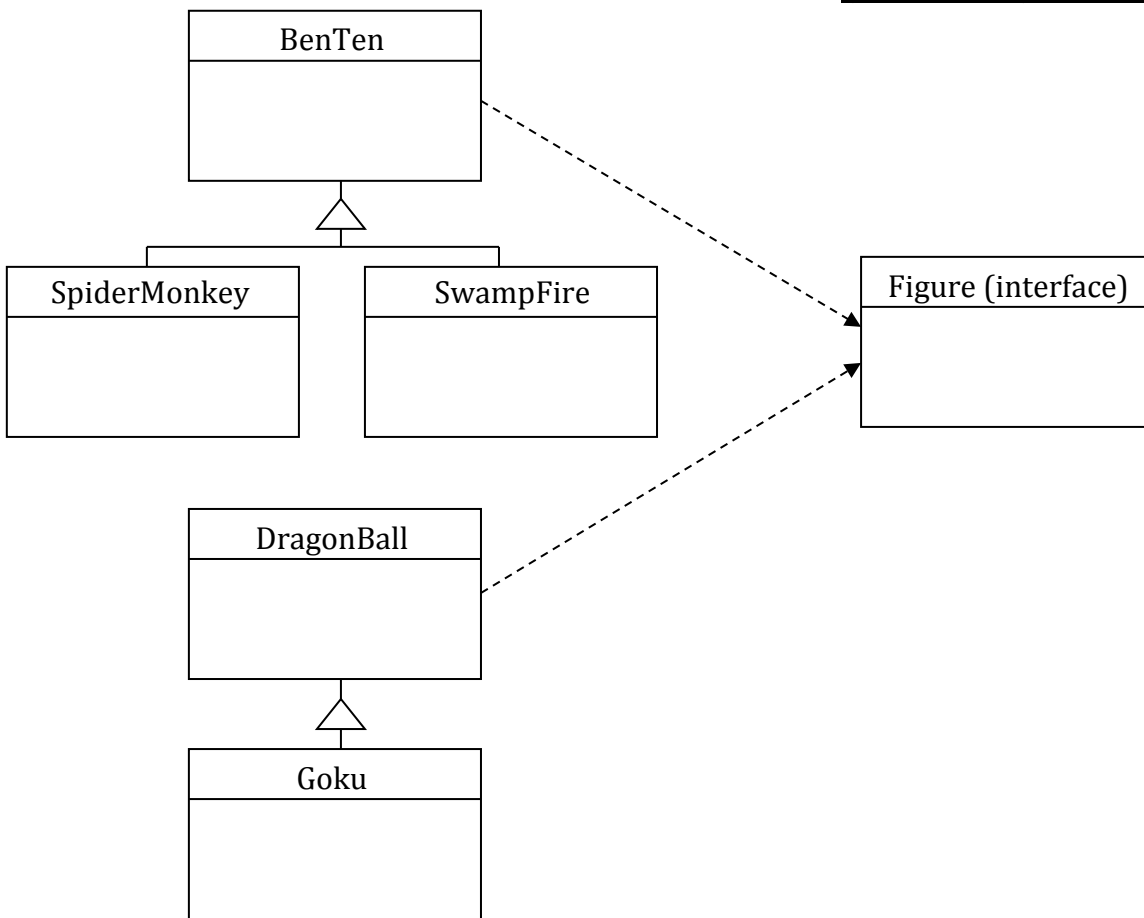 BenTen
SpiderMonkey
SwampFire
Figure (interface)
DragonBall
Goku